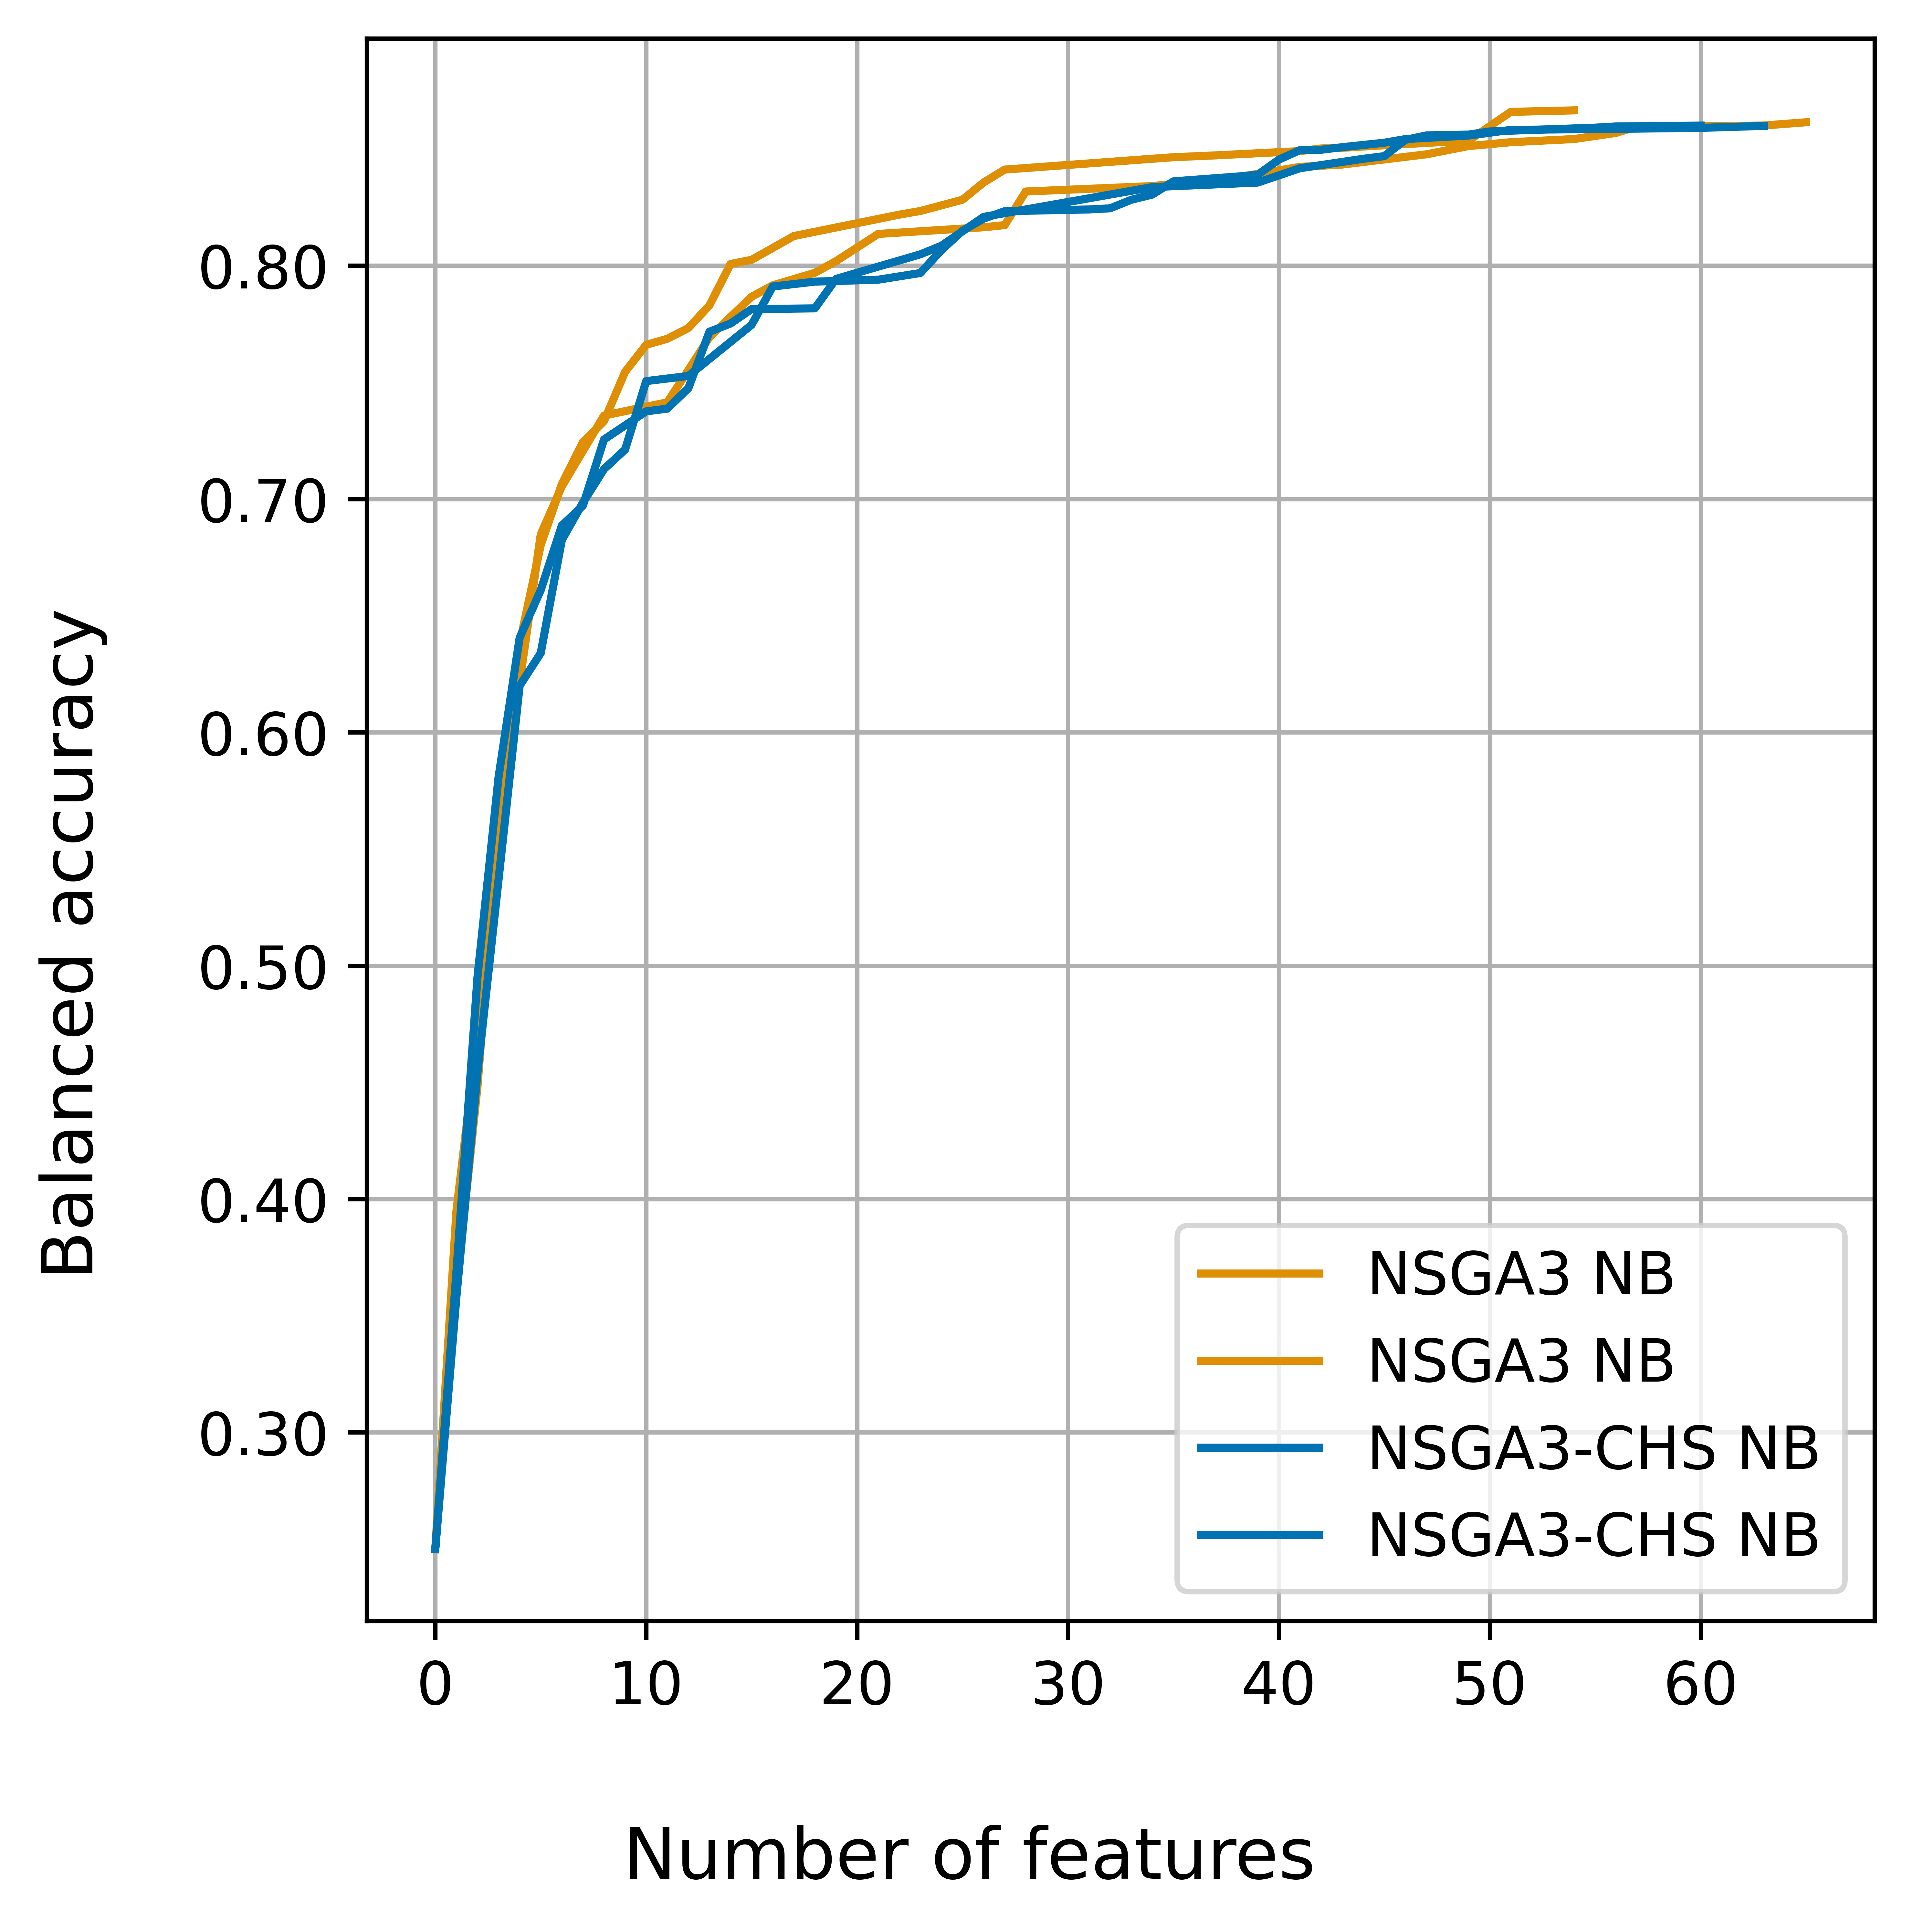 Balanced accuracy
0.80
0.70
0.60
0.50
0.40
0.30
NSGA3 NB
NSGA3 NB
NSGA3-CHS NB
NSGA3-CHS NB
0 10 20 30 40 50 60
Number of features